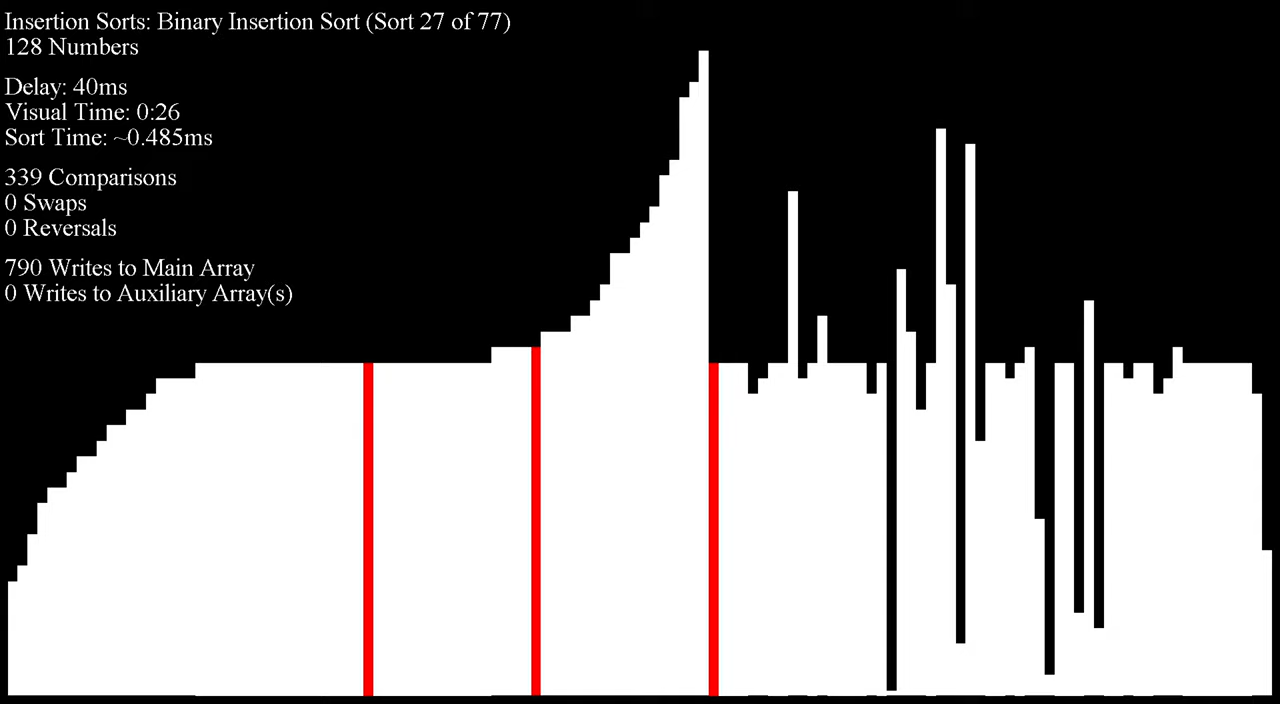 Insertion Sorts: Binary Insertion Sort (Sort 27 of 77)
128 Numbers
Delay: 40ms
Visual Time: 0:26
Sort Time: ~0.485ms
339 Comparisons
0 Swaps
0 Reversals
790 Writes to Main Array
0 Writes to Auxiliary Array(s)